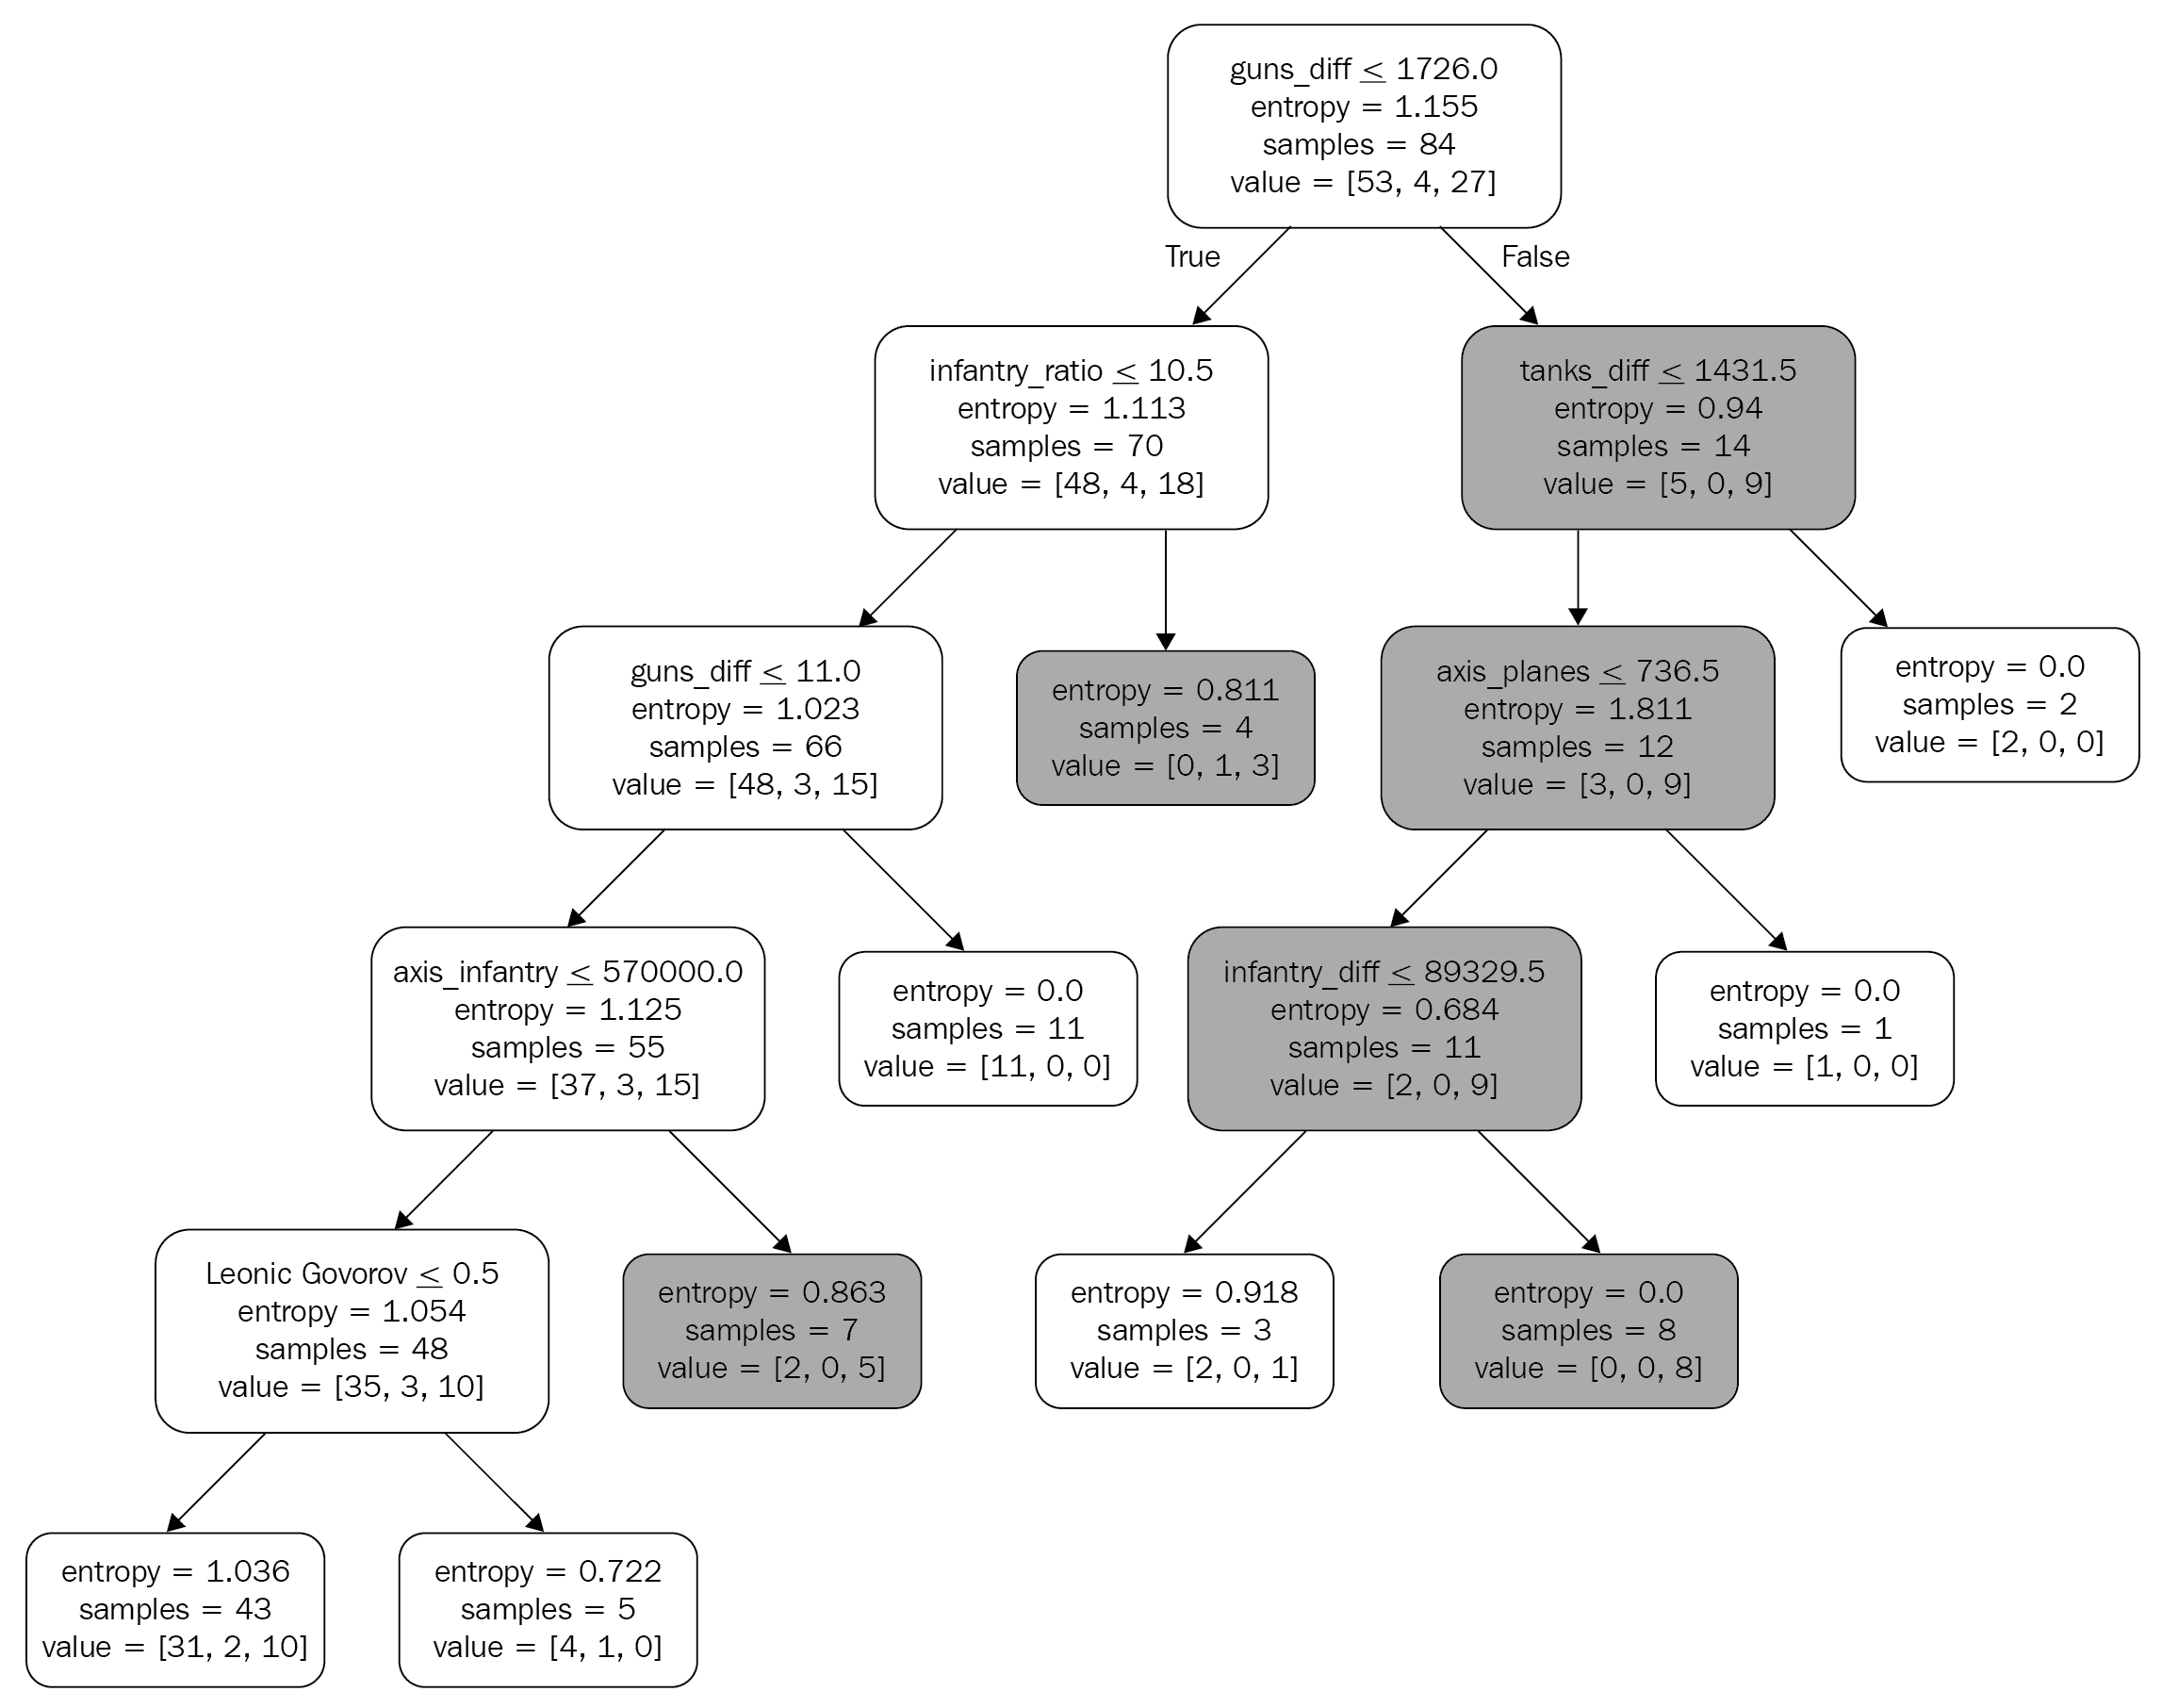 guns_diff ≤ 1726.0
entropy = 1.155
samples = 84
value = [53, 4, 27]
True
False
infantry_ratio ≤ 10.5
entropy = 1.113
samples = 70
value = [48, 4, 18]
tanks_diff ≤ 1431.5
entropy = 0.94
samples = 14
value = [5, 0, 9]
guns_diff ≤ 11.0
entropy = 1.023
samples = 66
value = [48, 3, 15]
entropy = 0.811
samples = 4
value = [0, 1, 3]
axis_planes ≤ 736.5
entropy = 1.811
samples = 12
value = [3, 0, 9]
entropy = 0.0
samples = 2
value = [2, 0, 0]
axis_infantry ≤ 570000.0
entropy = 1.125
samples = 55
value = [37, 3, 15]
entropy = 0.0
samples = 11
value = [11, 0, 0]
infantry_diff ≤ 89329.5
entropy = 0.684
samples = 11
value = [2, 0, 9]
entropy = 0.0
samples = 1
value = [1, 0, 0]
Leonic Govorov ≤ 0.5
entropy = 1.054
samples = 48
value = [35, 3, 10]
entropy = 0.863
samples = 7
value = [2, 0, 5]
entropy = 0.918
samples = 3
value = [2, 0, 1]
entropy = 0.0
samples = 8
value = [0, 0, 8]
entropy = 1.036
samples = 43
value = [31, 2, 10]
entropy = 0.722
samples = 5
value = [4, 1, 0]